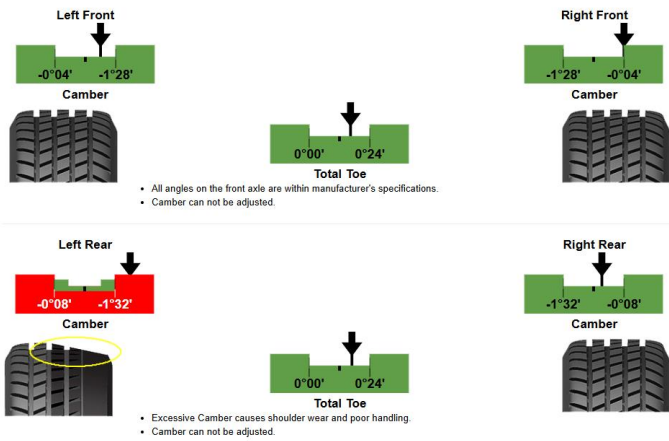 Left Front
Right Front
-0°04' -1°28'
-1°28' -0°04'
Camber
Camber
0°00' 0°24'
Total Toe
• All angles on the front axle are within manufacturer's specifications.
• Camber can not be adjusted.
Left Rear
Right Rear
-0°08' -1°32'
-1°32' -0°08'
Camber
Camber
0°00' 0°24'
Total Toe
• Excessive Camber causes shoulder wear and poor handling.
• Camber can not be adjusted.